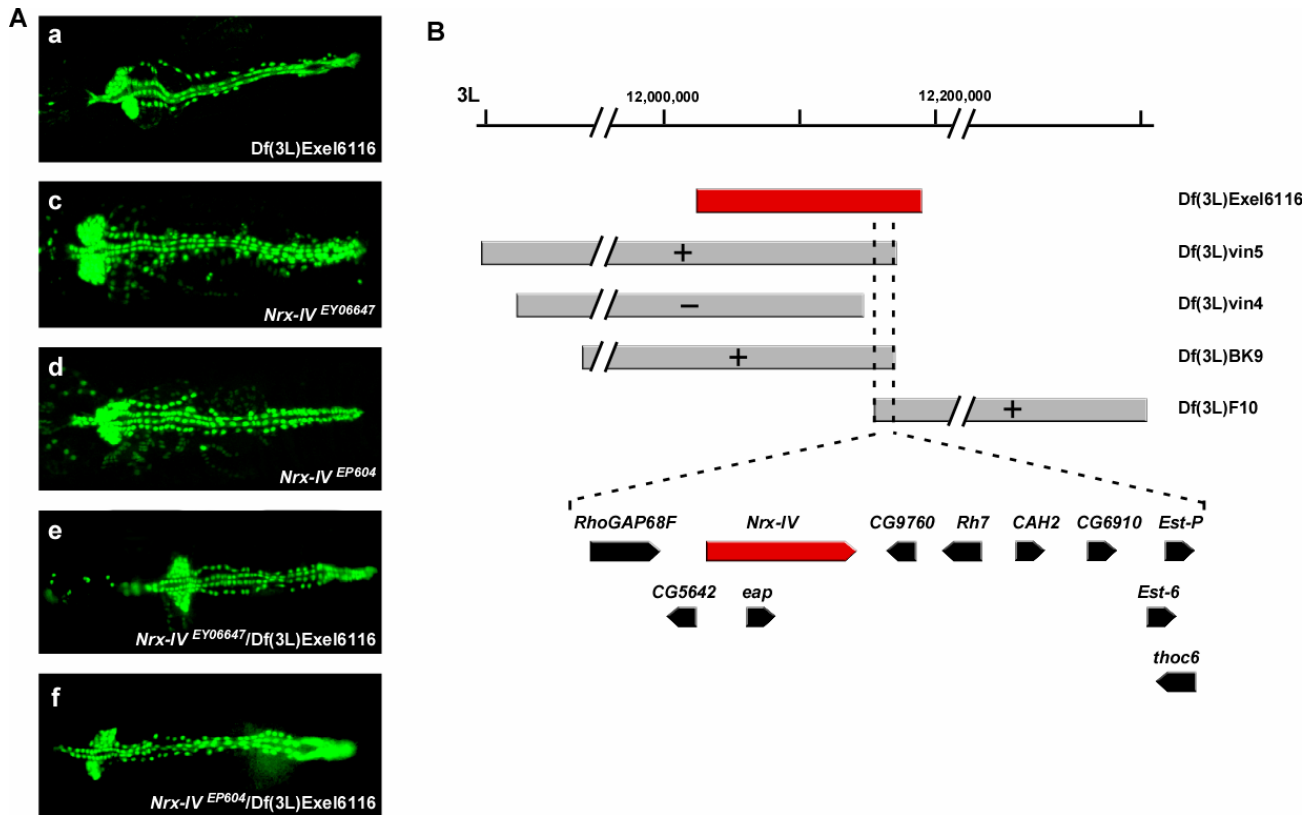 A
a
Df(3L)Exel6116
c
Nrx-IV EY06647
d
Nrx-IV EP604
e
Nrx-IV EY06647/Df(3L)Exel6116
f
Nrx-IV EP604/Df(3L)Exel6116
B
3L 12,000,000 12,200,000
Df(3L)Exel6116
+ Df(3L)vin5
− Df(3L)vin4
+ Df(3L)BK9
+ Df(3L)F10
RhoGAP68F Nrx-IV CG9760 Rh7 CAH2 CG6910 Est-P
CG5642 eap Est-6
thoc6